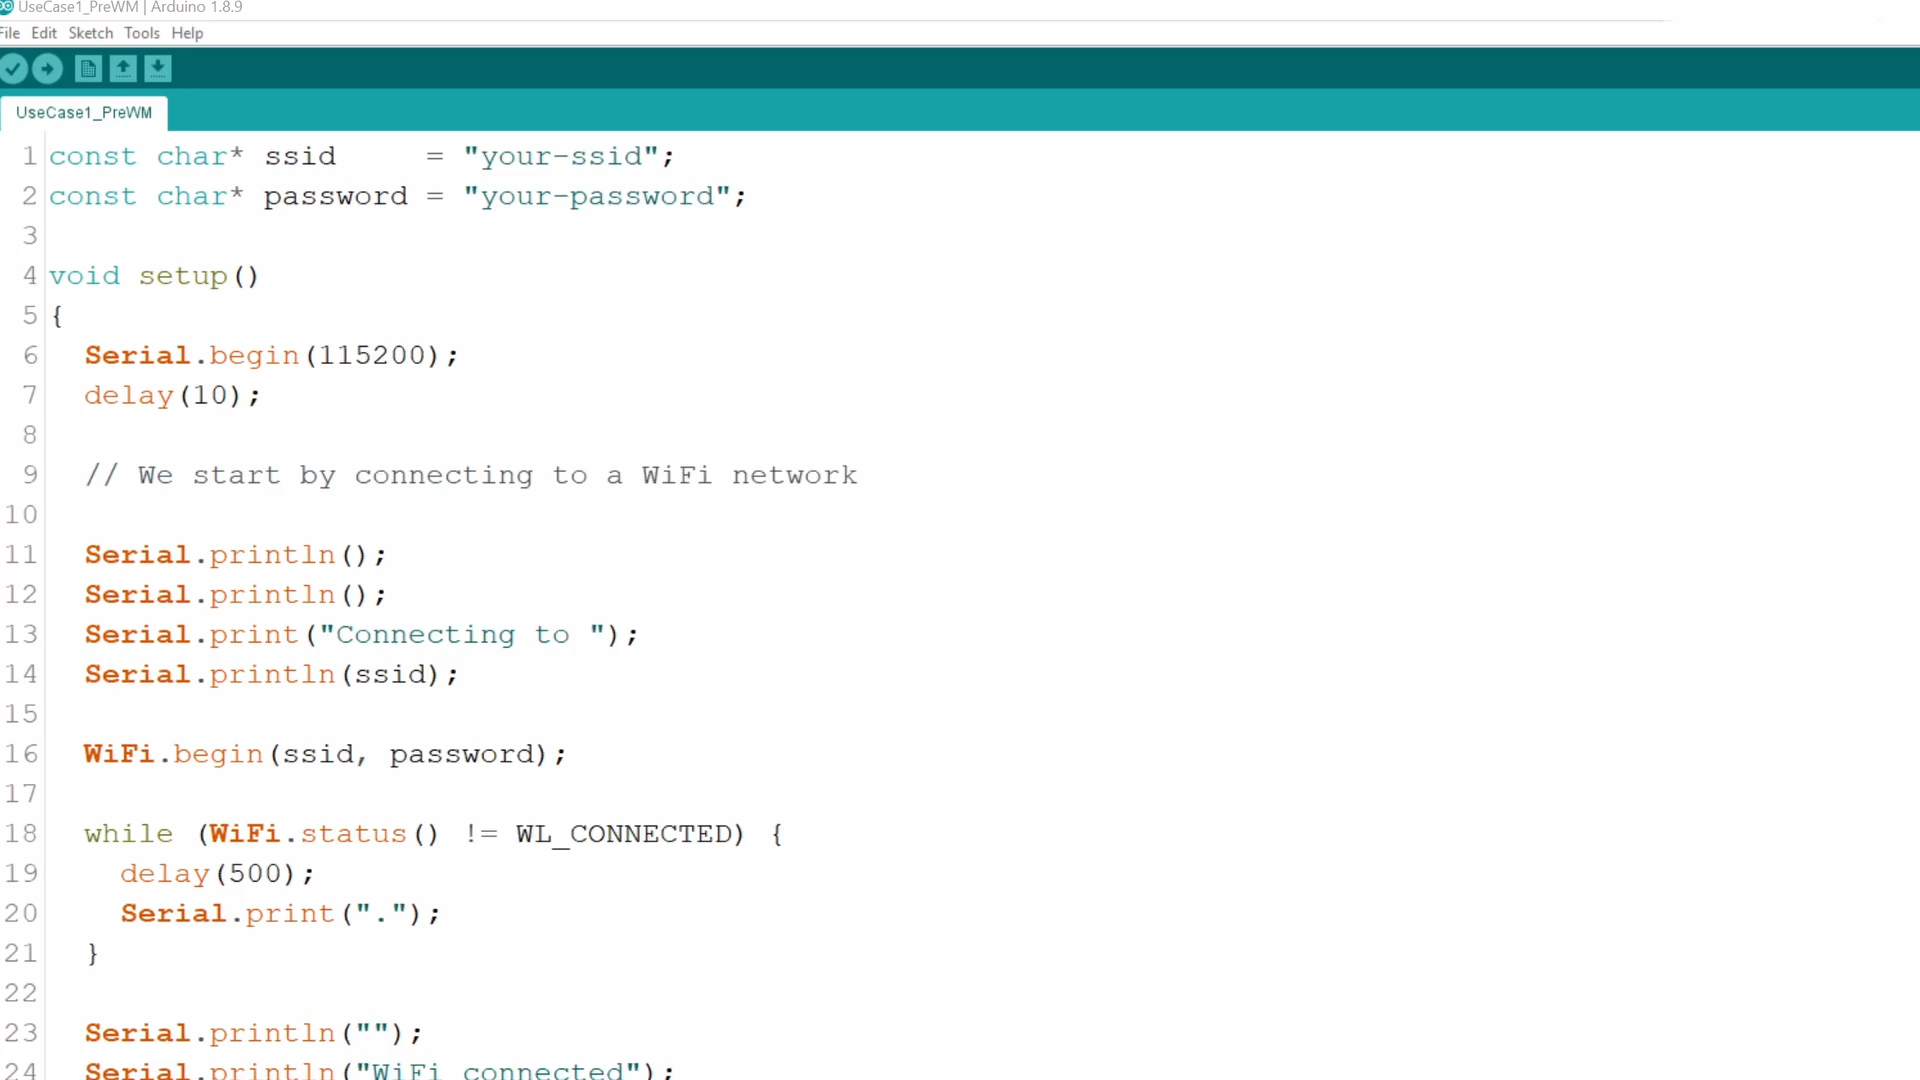 UseCase1_PreWM | Arduino 1.8.9
File Edit Sketch Tools Help
UseCase1_PreWM
1 const char* ssid     = "your-ssid";
2 const char* password = "your-password";
3
4 void setup()
5 {
6   Serial.begin(115200);
7   delay(10);
8
9   // We start by connecting to a WiFi network
10
11   Serial.println();
12   Serial.println();
13   Serial.print("Connecting to ");
14   Serial.println(ssid);
15
16   WiFi.begin(ssid, password);
17
18   while (WiFi.status() != WL_CONNECTED) {
19     delay(500);
20     Serial.print(".");
21   }
22
23   Serial.println("");
24   Serial.println("WiFi connected");